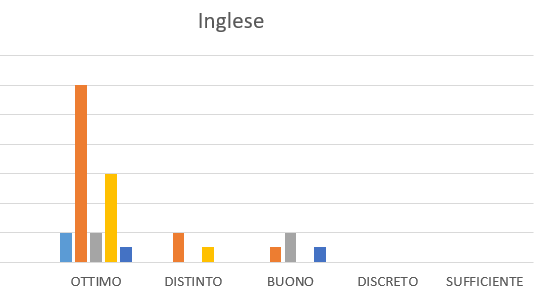 Inglese
OTTIMO DISTINTO BUONO DISCRETO SUFFICIENTE